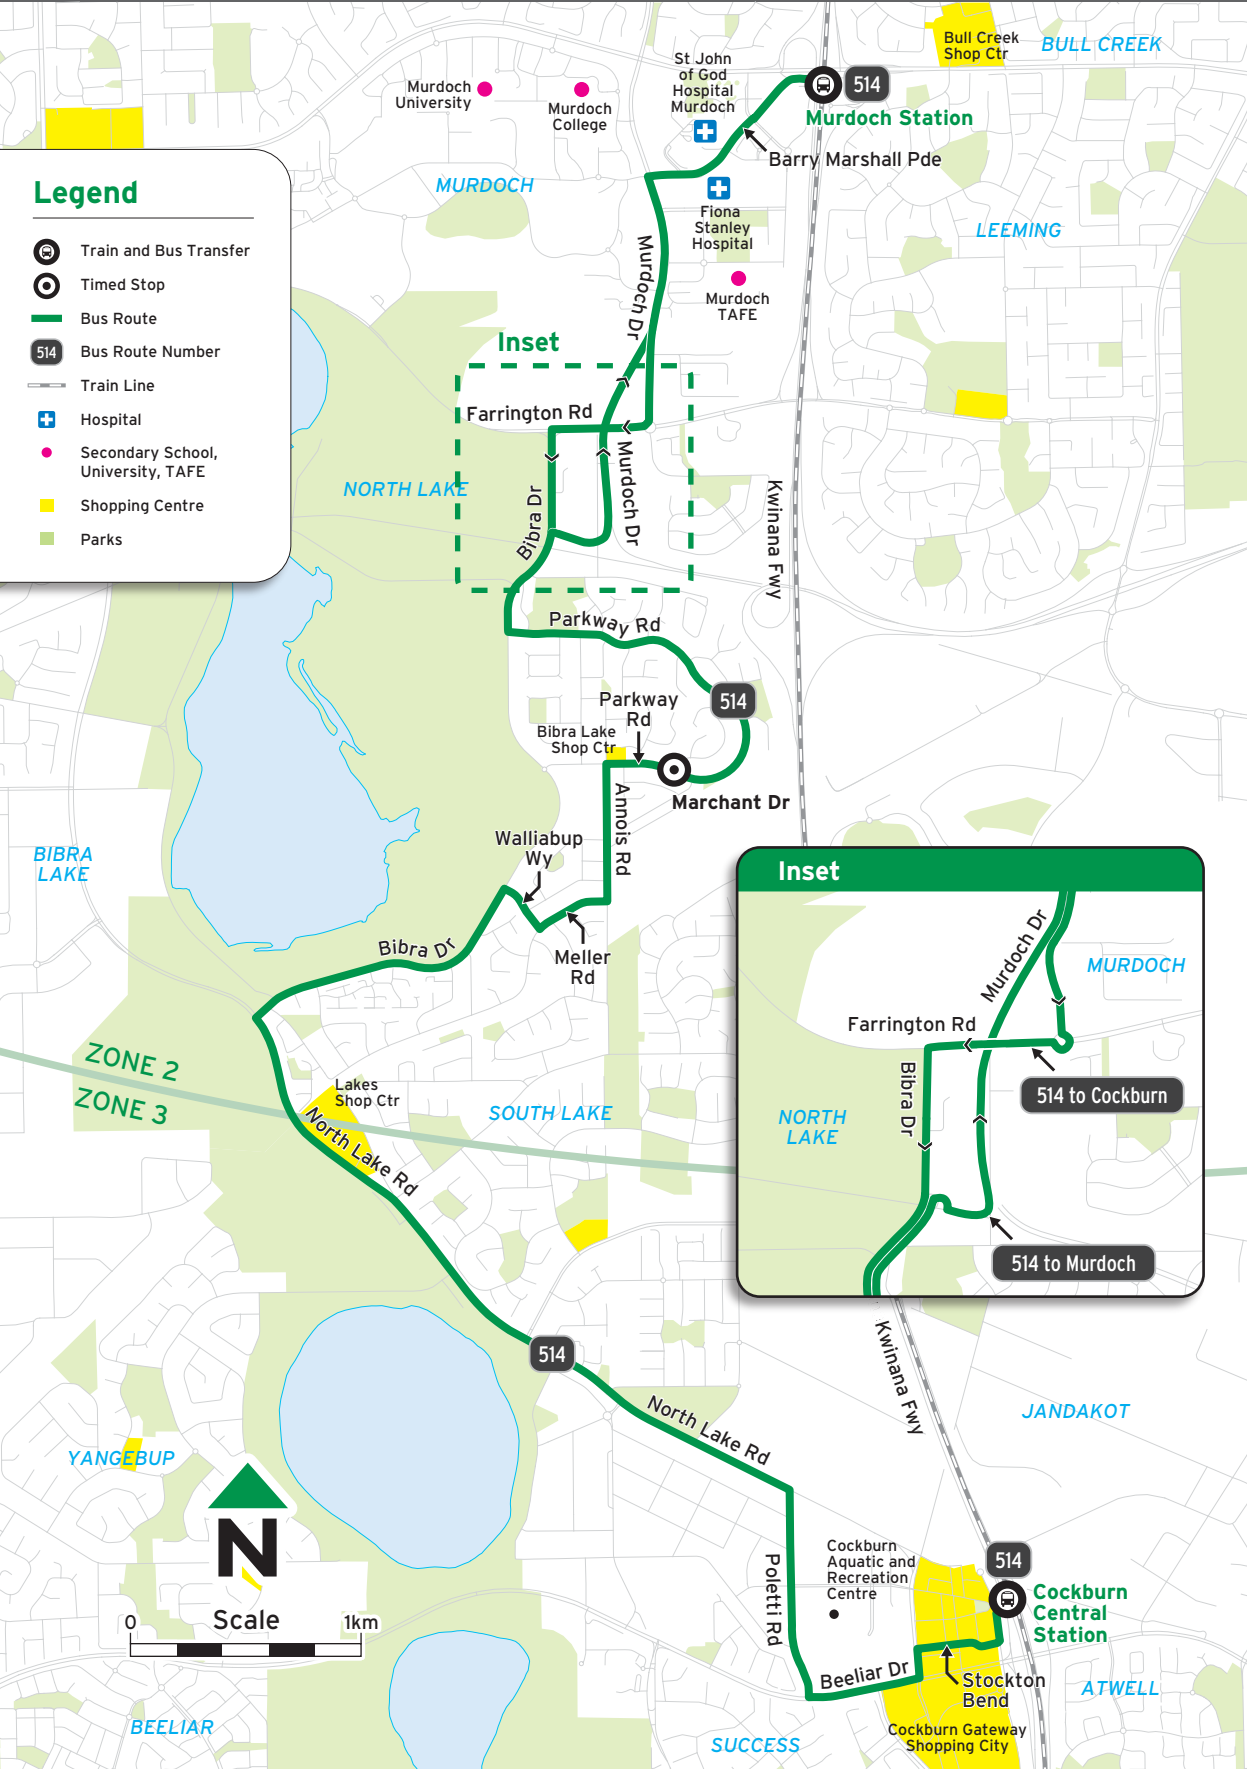 Bull Creek
Shop Ctr
BULL CREEK
St John
of God
Hospital
Murdoch
Murdoch
University
Murdoch
College
514
Murdoch Station
Barry Marshall Pde
MURDOCH
Fiona
Stanley
Hospital
LEEMING
Murdoch
TAFE
Murdoch Dr
Legend
Train and Bus Transfer
Timed Stop
Bus Route
514
Bus Route Number
Train Line
Hospital
Secondary School,
University, TAFE
Shopping Centre
Parks
Inset
Farrington Rd
Murdoch Dr
NORTH LAKE
Bibra Dr
Kwinana Fwy
Parkway Rd
514
Parkway
Rd
Bibra Lake
Shop Ctr
Marchant Dr
Annois Rd
Walliabup
Wy
BIBRA
LAKE
Bibra Dr
Meller
Rd
Inset
Murdoch Dr
MURDOCH
Farrington Rd
Bibra Dr
514 to Cockburn
NORTH
LAKE
514 to Murdoch
ZONE 2
ZONE 3
Lakes
Shop Ctr
North Lake Rd
SOUTH LAKE
514
Kwinana Fwy
North Lake Rd
JANDAKOT
YANGEBUP
N
Scale
0
1km
Poletti Rd
Cockburn
Aquatic and
Recreation
Centre
514
Cockburn
Central
Station
Beeliar Dr
Stockton
Bend
ATWELL
Cockburn Gateway
Shopping City
BEELIAR
SUCCESS